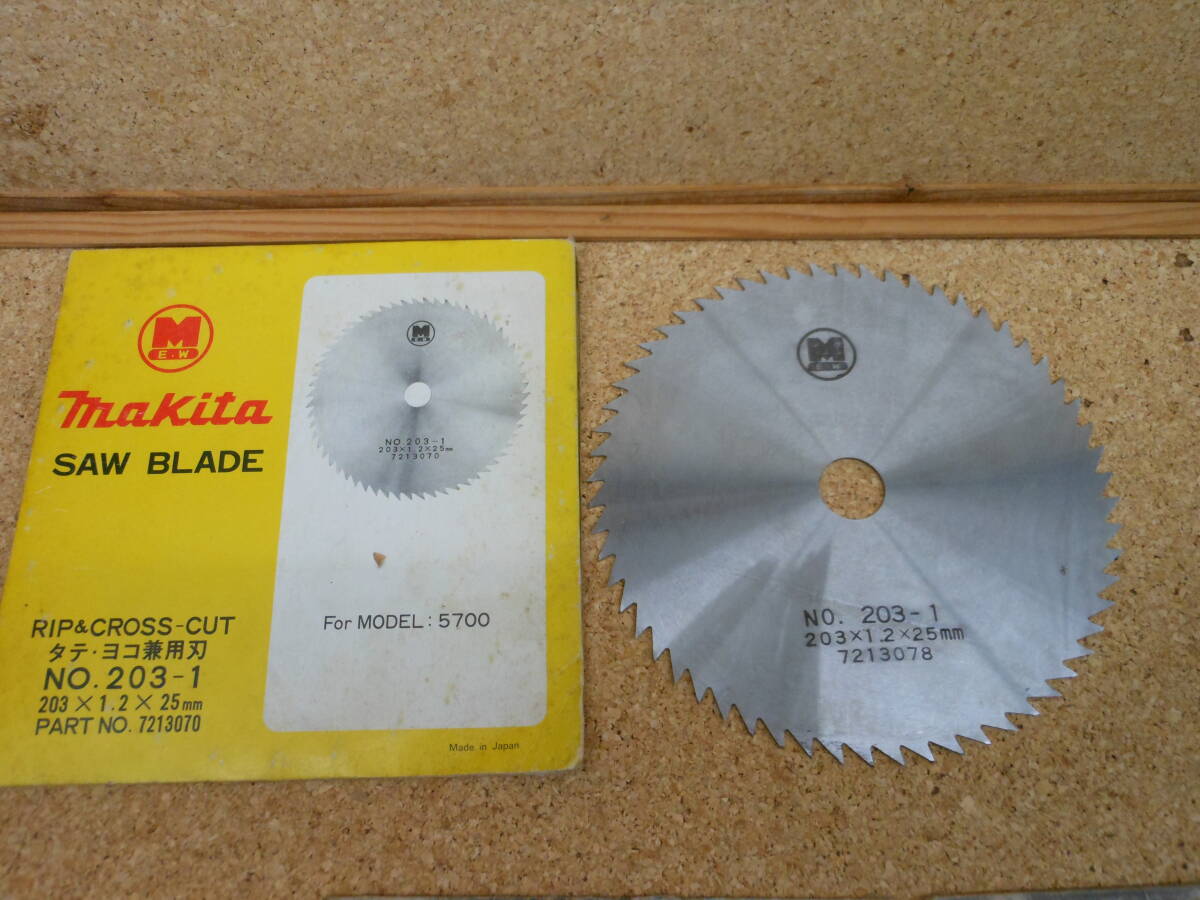 M
E.W
Makita
SAW BLADE
RIP&CROSS-CUT
タテ・ヨコ兼用刃
NO. 203-1
203 × 1.2 × 25mm
PART NO. 7213070
M
E.W
NO.203-1
203×1.2×25mm
7213070
For MODEL: 5700
Made in Japan
M
E.W
NO. 203-1
203×1.2×25mm
7213078